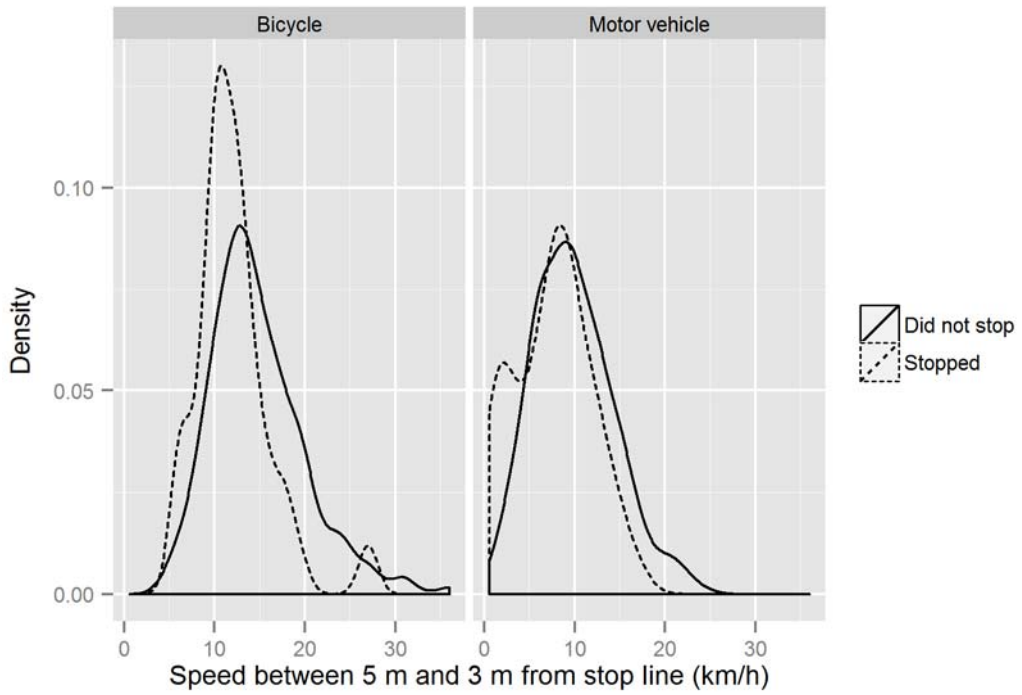 Bicycle
Motor vehicle
Density
0.10
0.05
0.00
0 10 20 30
0 10 20 30
Speed between 5 m and 3 m from stop line (km/h)
Did not stop
Stopped